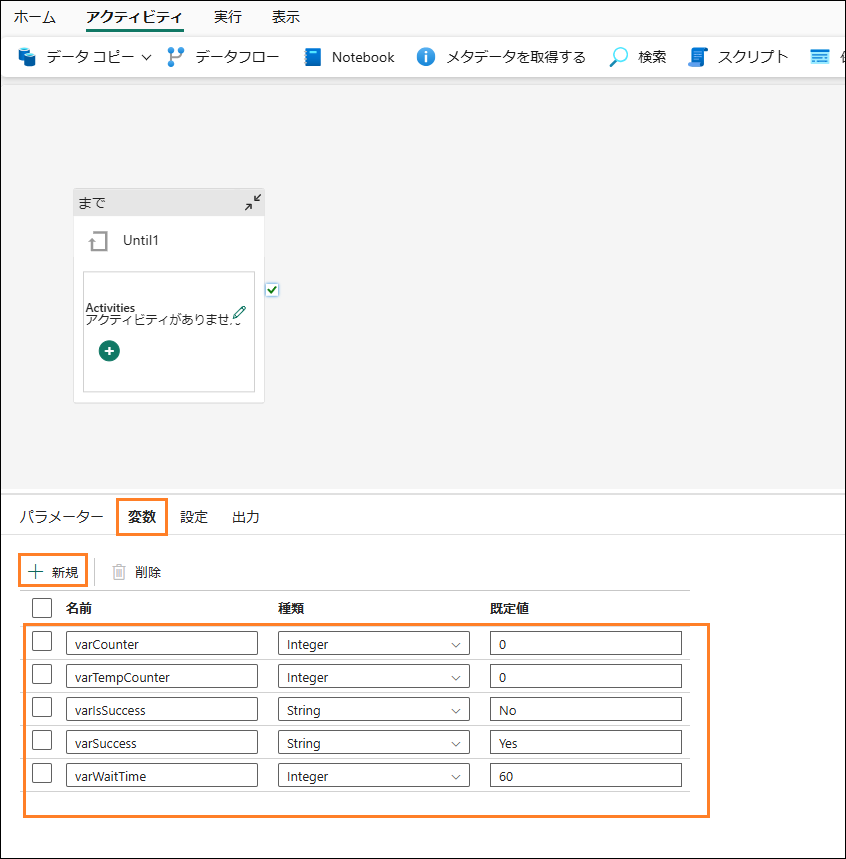 ホーム アクティビティ 実行 表示
データ コピー データフロー Notebook メタデータを取得する 検索 スクリプト
まで
Until1
Activities
アクティビティがありませ
パラメーター 変数 設定 出力
新規 削除
名前 種類 既定値
varCounter Integer 0
varTempCounter Integer 0
varIsSuccess String No
varSuccess String Yes
varWaitTime Integer 60